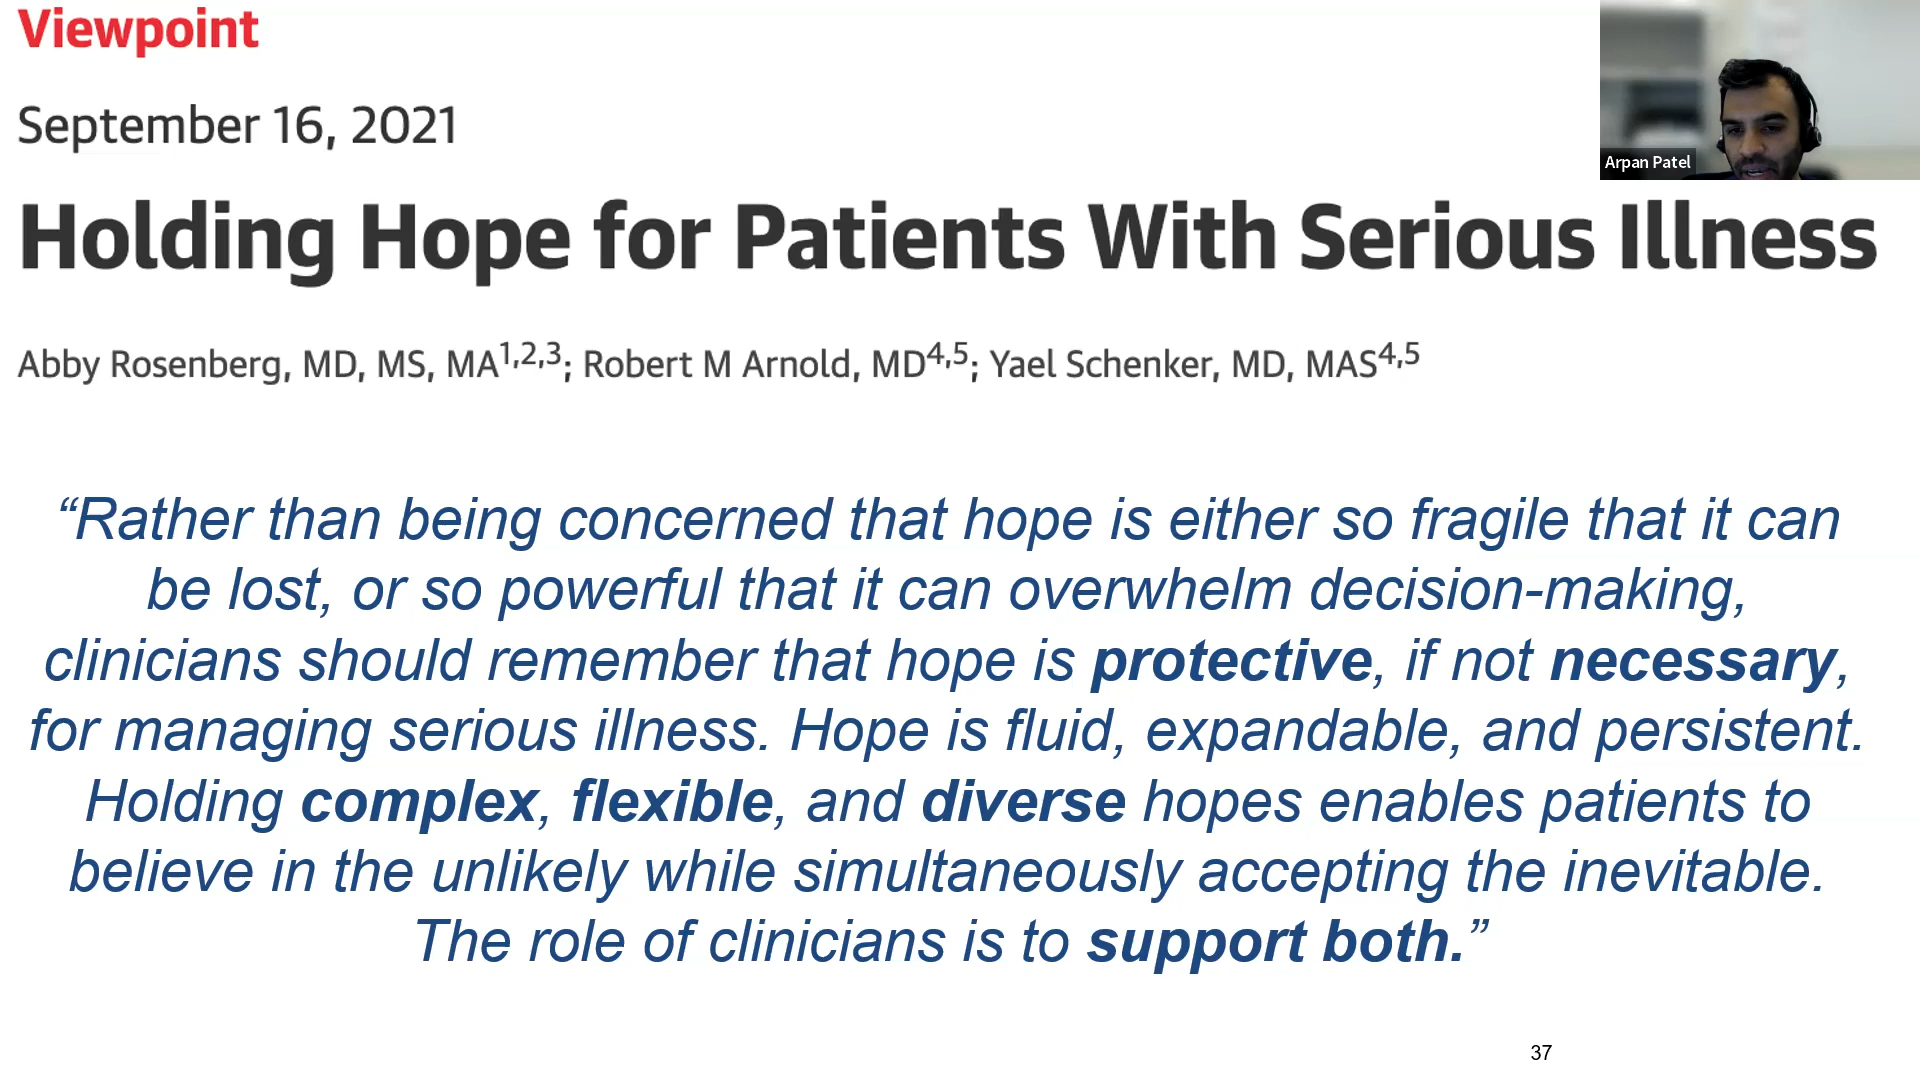 Viewpoint
September 16, 2021
Arpan Patel
Holding Hope for Patients With Serious Illness
Abby Rosenberg, MD, MS, MA1,2,3; Robert M Arnold, MD4,5; Yael Schenker, MD, MAS4,5
“Rather than being concerned that hope is either so fragile that it can
be lost, or so powerful that it can overwhelm decision-making,
clinicians should remember that hope is protective, if not necessary,
for managing serious illness. Hope is fluid, expandable, and persistent.
Holding complex, flexible, and diverse hopes enables patients to
believe in the unlikely while simultaneously accepting the inevitable.
The role of clinicians is to support both.”
37